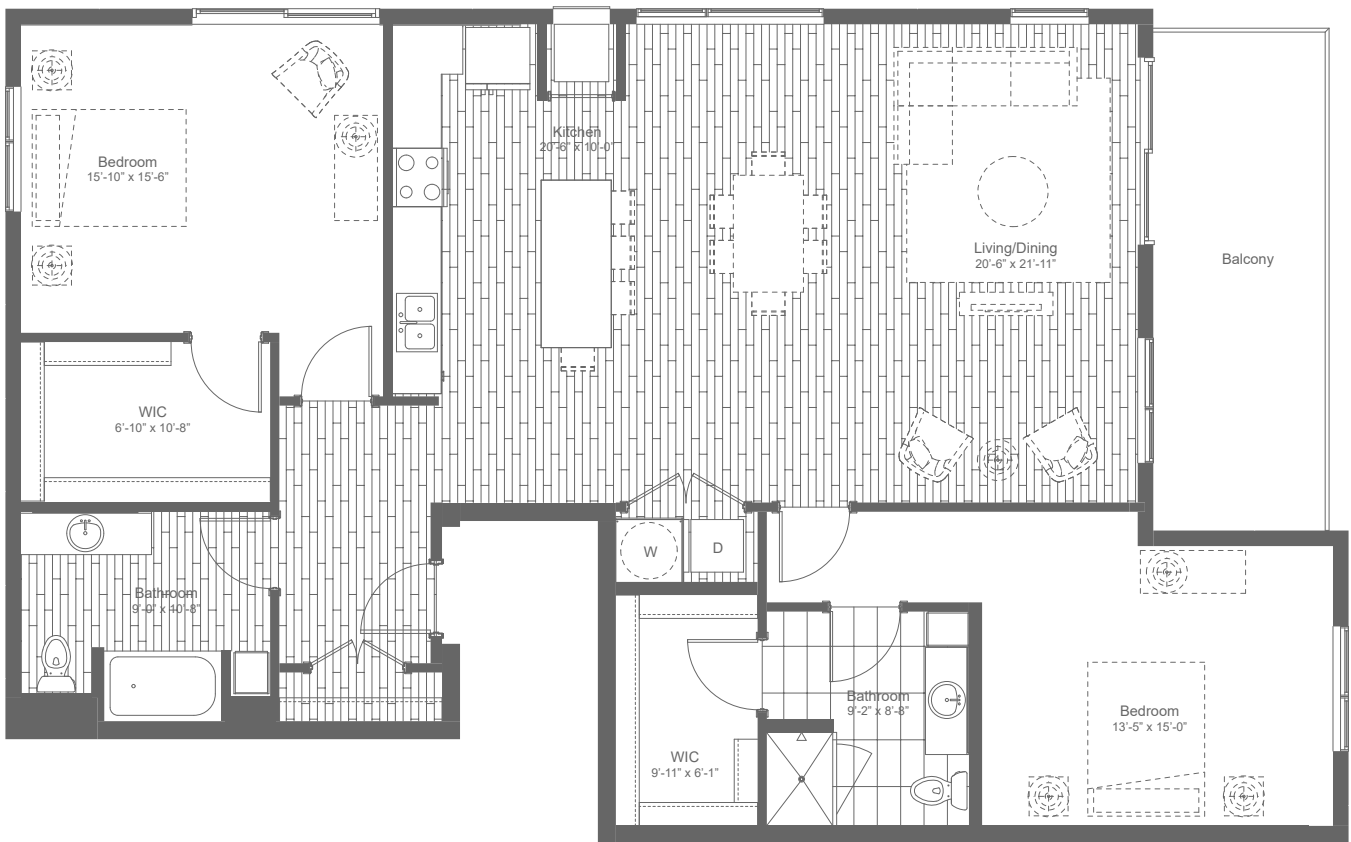 Kitchen
20'-6" x 10'-0"
Bedroom
15'-10" x 15'-6"
Living/Dining
20'-6" x 21'-11"
Balcony
WIC
6'-10" x 10'-8"
W
D
Bathroom
9'-0" x 10'-8"
Bathroom
9'-2" x 8'-8"
Bedroom
13'-5" x 15'-0"
WIC
9'-11" x 6'-1"